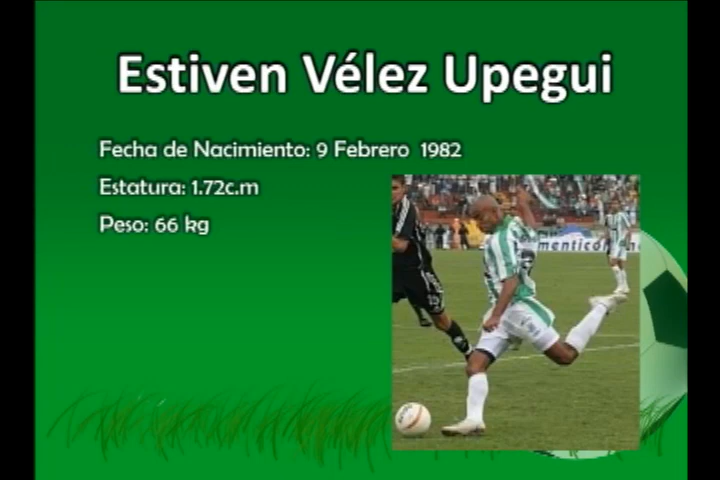 Estiven Vélez Upegui
Fecha de Nacimiento: 9 Febrero 1982
Estatura: 1.72c.m
Peso: 66 kg